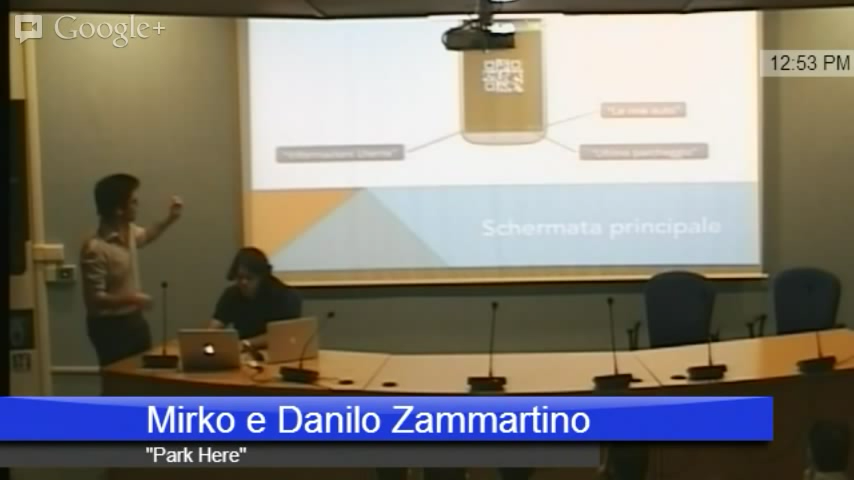 Google+
12:53 PM
"Le mie auto"
"Informazioni Utente"
"Ultimo parcheggio"
Schermata principale
Mirko e Danilo Zammartino
"Park Here"